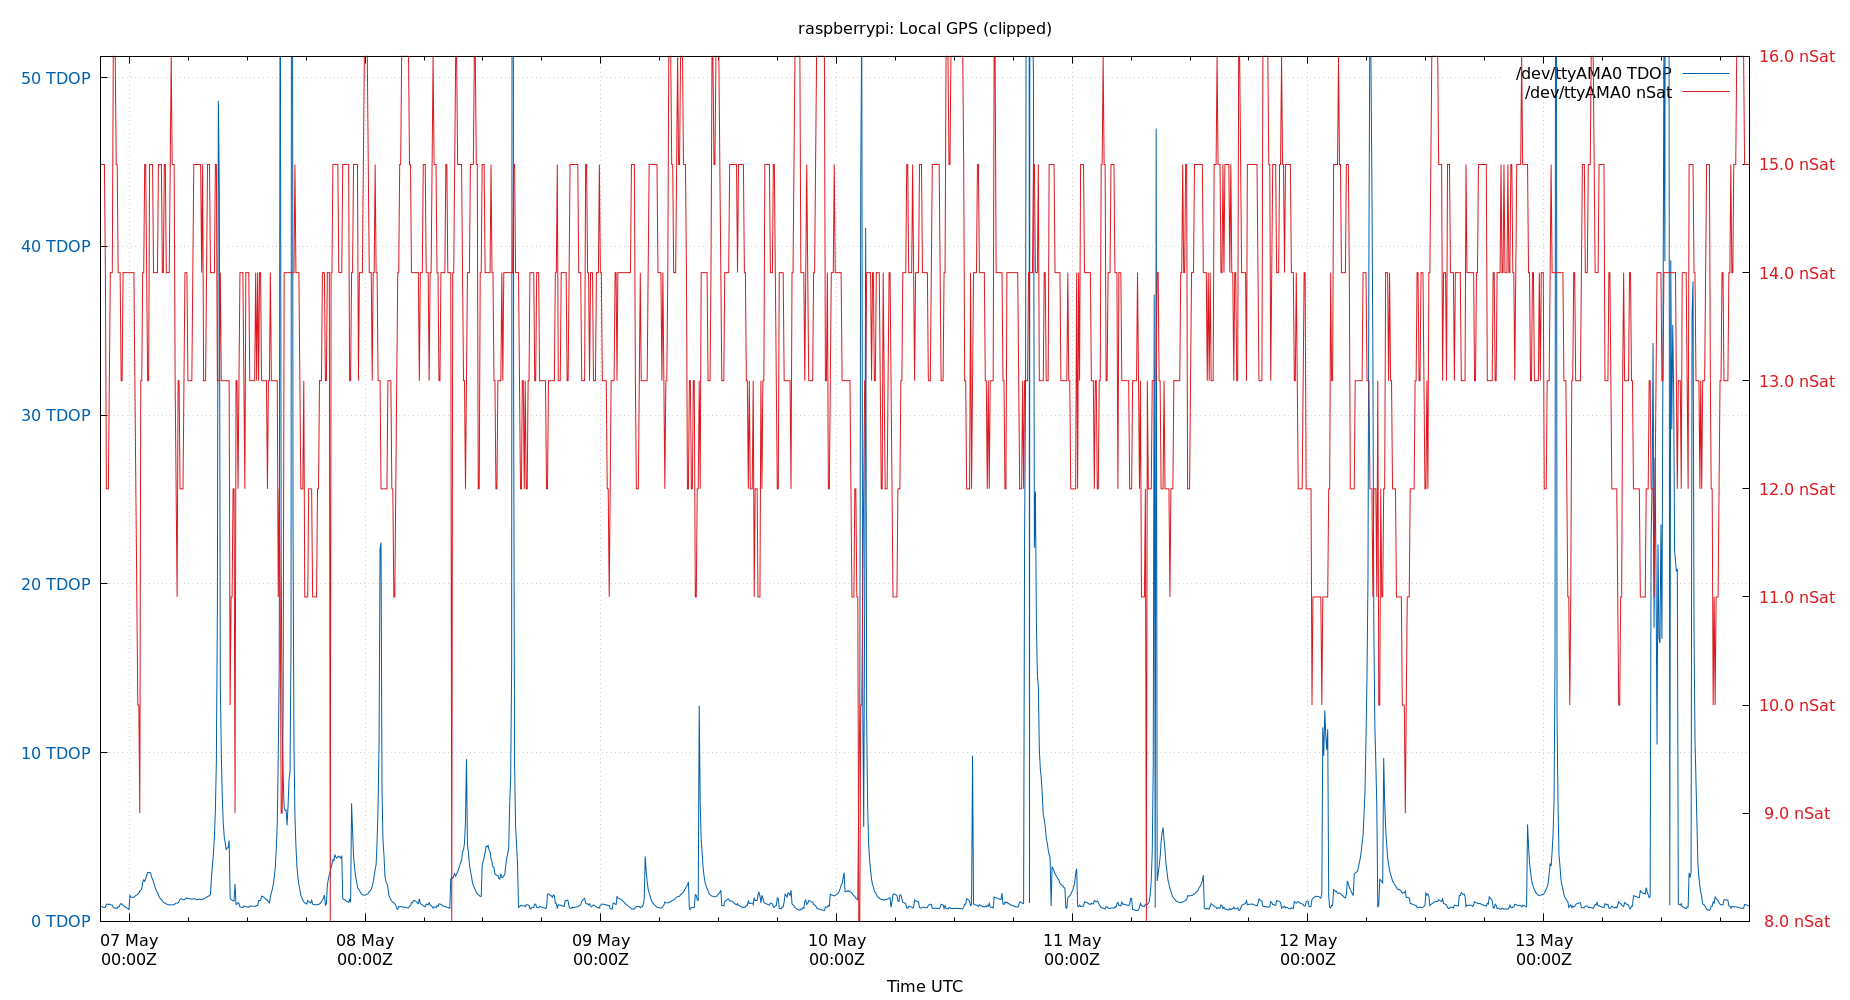 raspberrypi: Local GPS (clipped)
50 TDOP
40 TDOP
30 TDOP
20 TDOP
10 TDOP
0 TDOP
/dev/ttyAMA0 TDOP
/dev/ttyAMA0 nSat
16.0 nSat
15.0 nSat
14.0 nSat
13.0 nSat
12.0 nSat
11.0 nSat
10.0 nSat
9.0 nSat
8.0 nSat
07 May
00:00Z
08 May
00:00Z
09 May
00:00Z
10 May
00:00Z
11 May
00:00Z
12 May
00:00Z
13 May
00:00Z
Time UTC